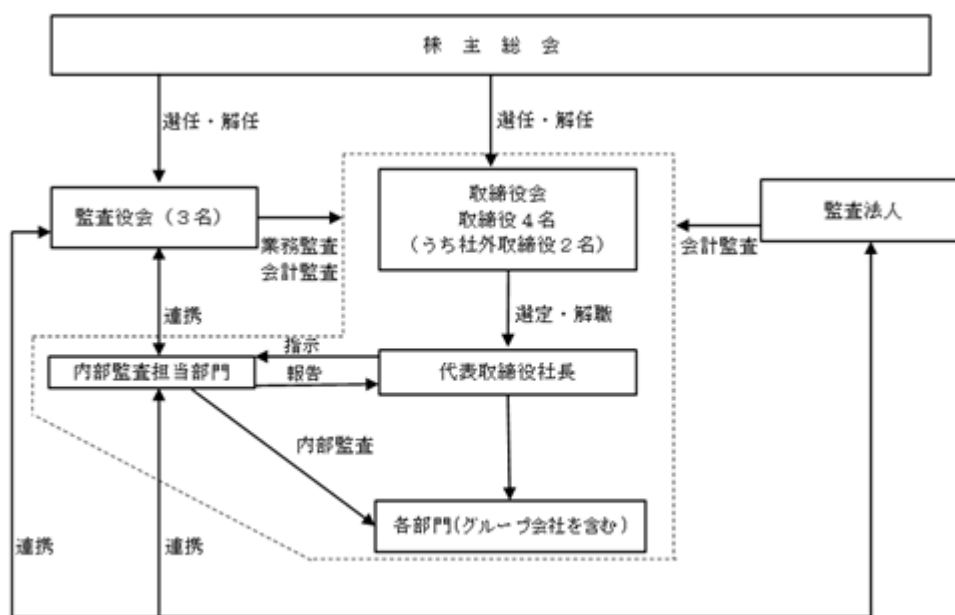 株主総会
選任・解任
選任・解任
監査役会（３名）
取締役会
取締役４名
（うち社外取締役２名）
監査法人
業務監査
会計監査
会計監査
連携
選定・解職
指示
報告
内部監査担当部門
代表取締役社長
内部監査
各部門(グループ会社を含む)
連携
連携